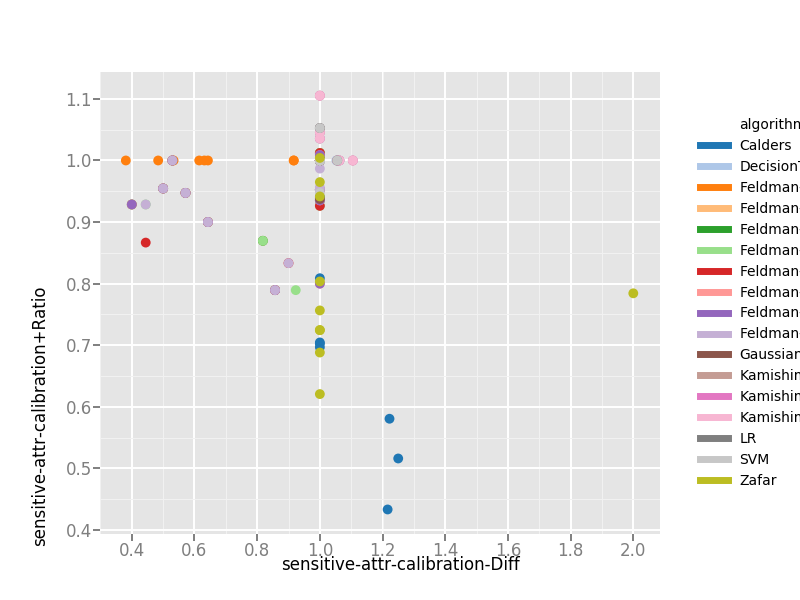 algorithm
Calders
DecisionT
Feldman-
Feldman-
Feldman-
Feldman-
Feldman-
Feldman-
Feldman-
Feldman-
Gaussian
Kamishim
Kamishim
Kamishim
LR
SVM
Zafar
1.1
1.0
0.9
0.8
0.7
0.6
0.5
0.4
0.4 0.6 0.8 1.0 1.2 1.4 1.6 1.8 2.0
sensitive-attr-calibration-Diff
sensitive-attr-calibration+Ratio